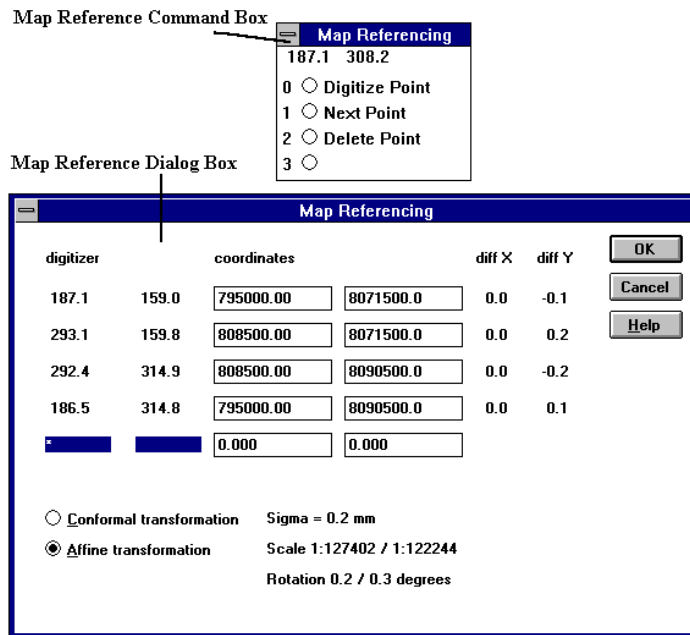 Map Reference Command Box
Map Referencing
187.1 308.2
0 Digitize Point
1 Next Point
2 Delete Point
3
Map Reference Dialog Box
Map Referencing
digitizer coordinates diff X diff Y
187.1 159.0 795000.00 8071500.0 0.0 -0.1
293.1 159.8 808500.00 8071500.0 0.0 0.2
292.4 314.9 808500.00 8090500.0 0.0 -0.2
186.5 314.8 795000.00 8090500.0 0.0 0.1
* 0.000 0.000
OK
Cancel
Help
Conformal transformation Sigma = 0.2 mm
Affine transformation Scale 1:127402 / 1:122244
Rotation 0.2 / 0.3 degrees